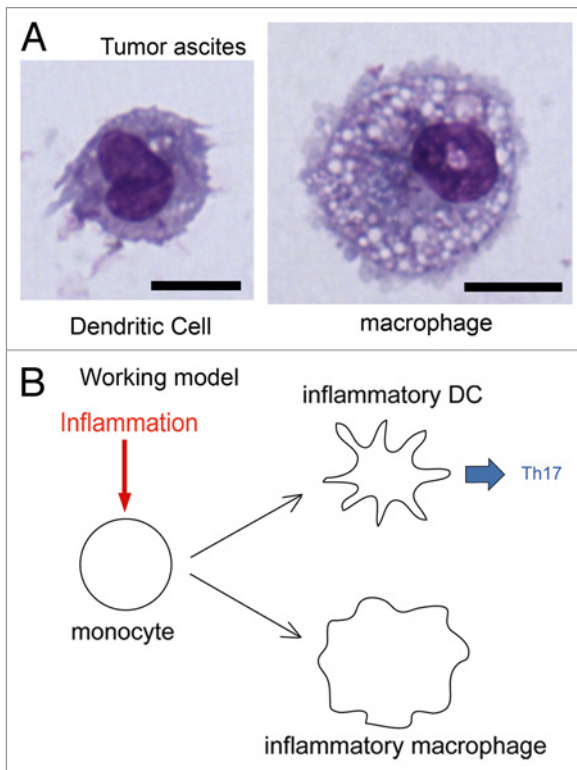 A
Tumor ascites
Dendritic Cell
macrophage
B
Working model
Inflammation
monocyte
inflammatory DC
Th17
inflammatory macrophage